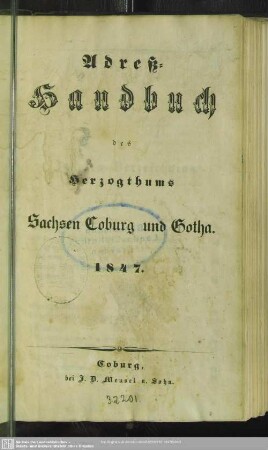 Adreß-
Handbuch
des
Herzogthums
Sachsen Coburg und Gotha.
1847.
Coburg,
bei J. D. Meusel u. Sohn.
32201